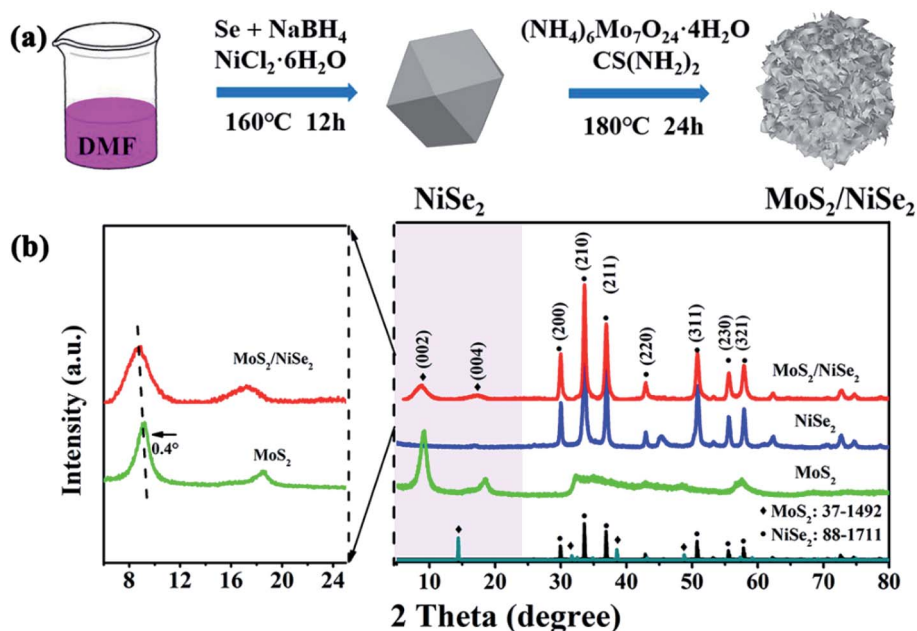 (a)
DMF
Se + NaBH₄
NiCl₂·6H₂O
160℃ 12h
NiSe₂
(NH₄)₆Mo₇O₂₄·4H₂O
CS(NH₂)₂
180℃ 24h
MoS₂/NiSe₂
(b)
Intensity (a.u.)
MoS₂/NiSe₂
0.4°
MoS₂
8 12 16 20 24
(002)
(004)
(200)
(210)
(211)
(220)
(311)
(230)
(321)
MoS₂/NiSe₂
NiSe₂
MoS₂
♦ MoS₂: 37-1492
• NiSe₂: 88-1711
10 20 30 40 50 60 70 80
2 Theta (degree)